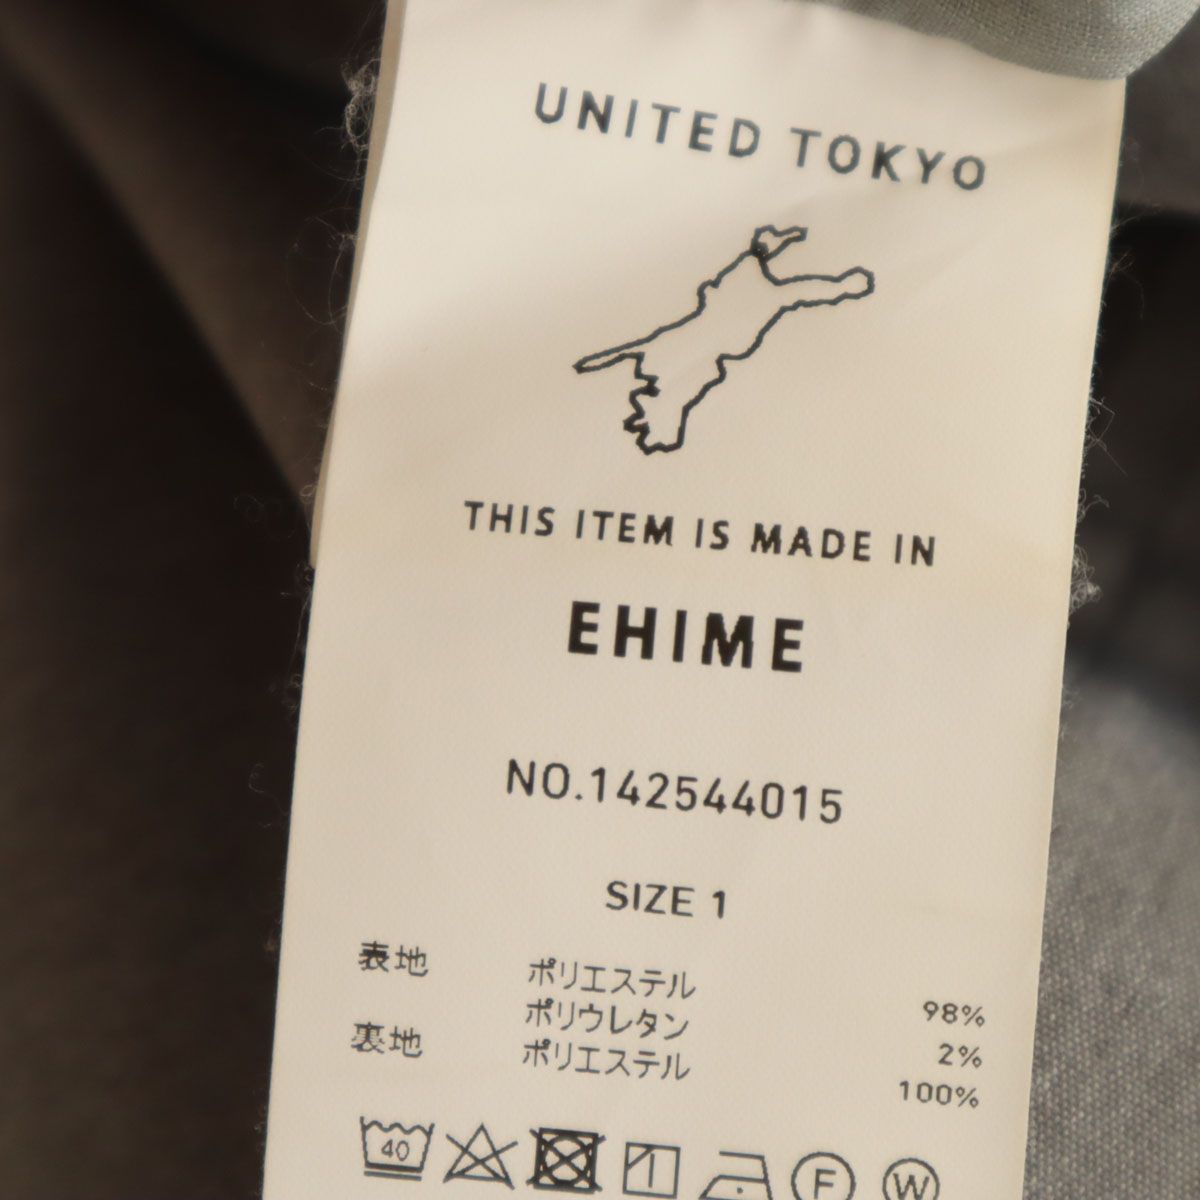 UNITED TOKYO
THIS ITEM IS MADE IN
EHIME
NO.142544015
SIZE 1
表地 ポリエステル 98%
ポリウレタン 2%
裏地 ポリエステル 100%
40
F W